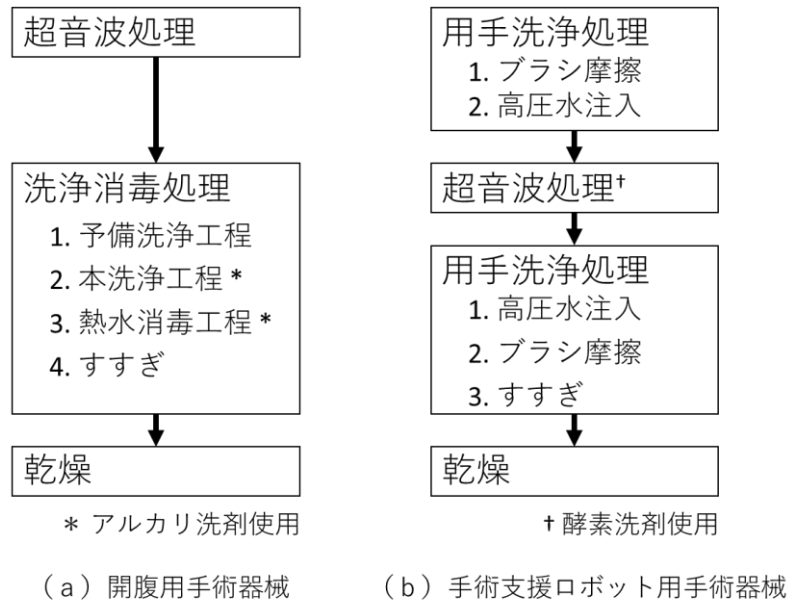 超音波処理
洗浄消毒処理
1. 予備洗浄工程
2. 本洗浄工程 *
3. 熱水消毒工程 *
4. すすぎ
乾燥
* アルカリ洗剤使用
(a)開腹用手術器械
用手洗浄処理
1. ブラシ摩擦
2. 高圧水注入
超音波処理†
用手洗浄処理
1. 高圧水注入
2. ブラシ摩擦
3. すすぎ
乾燥
† 酵素洗剤使用
(b)手術支援ロボット用手術器械